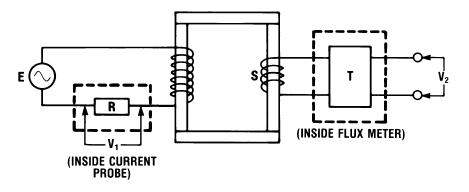 E
R
V1
(INSIDE CURRENT
PROBE)
S
T
V2
(INSIDE FLUX METER)